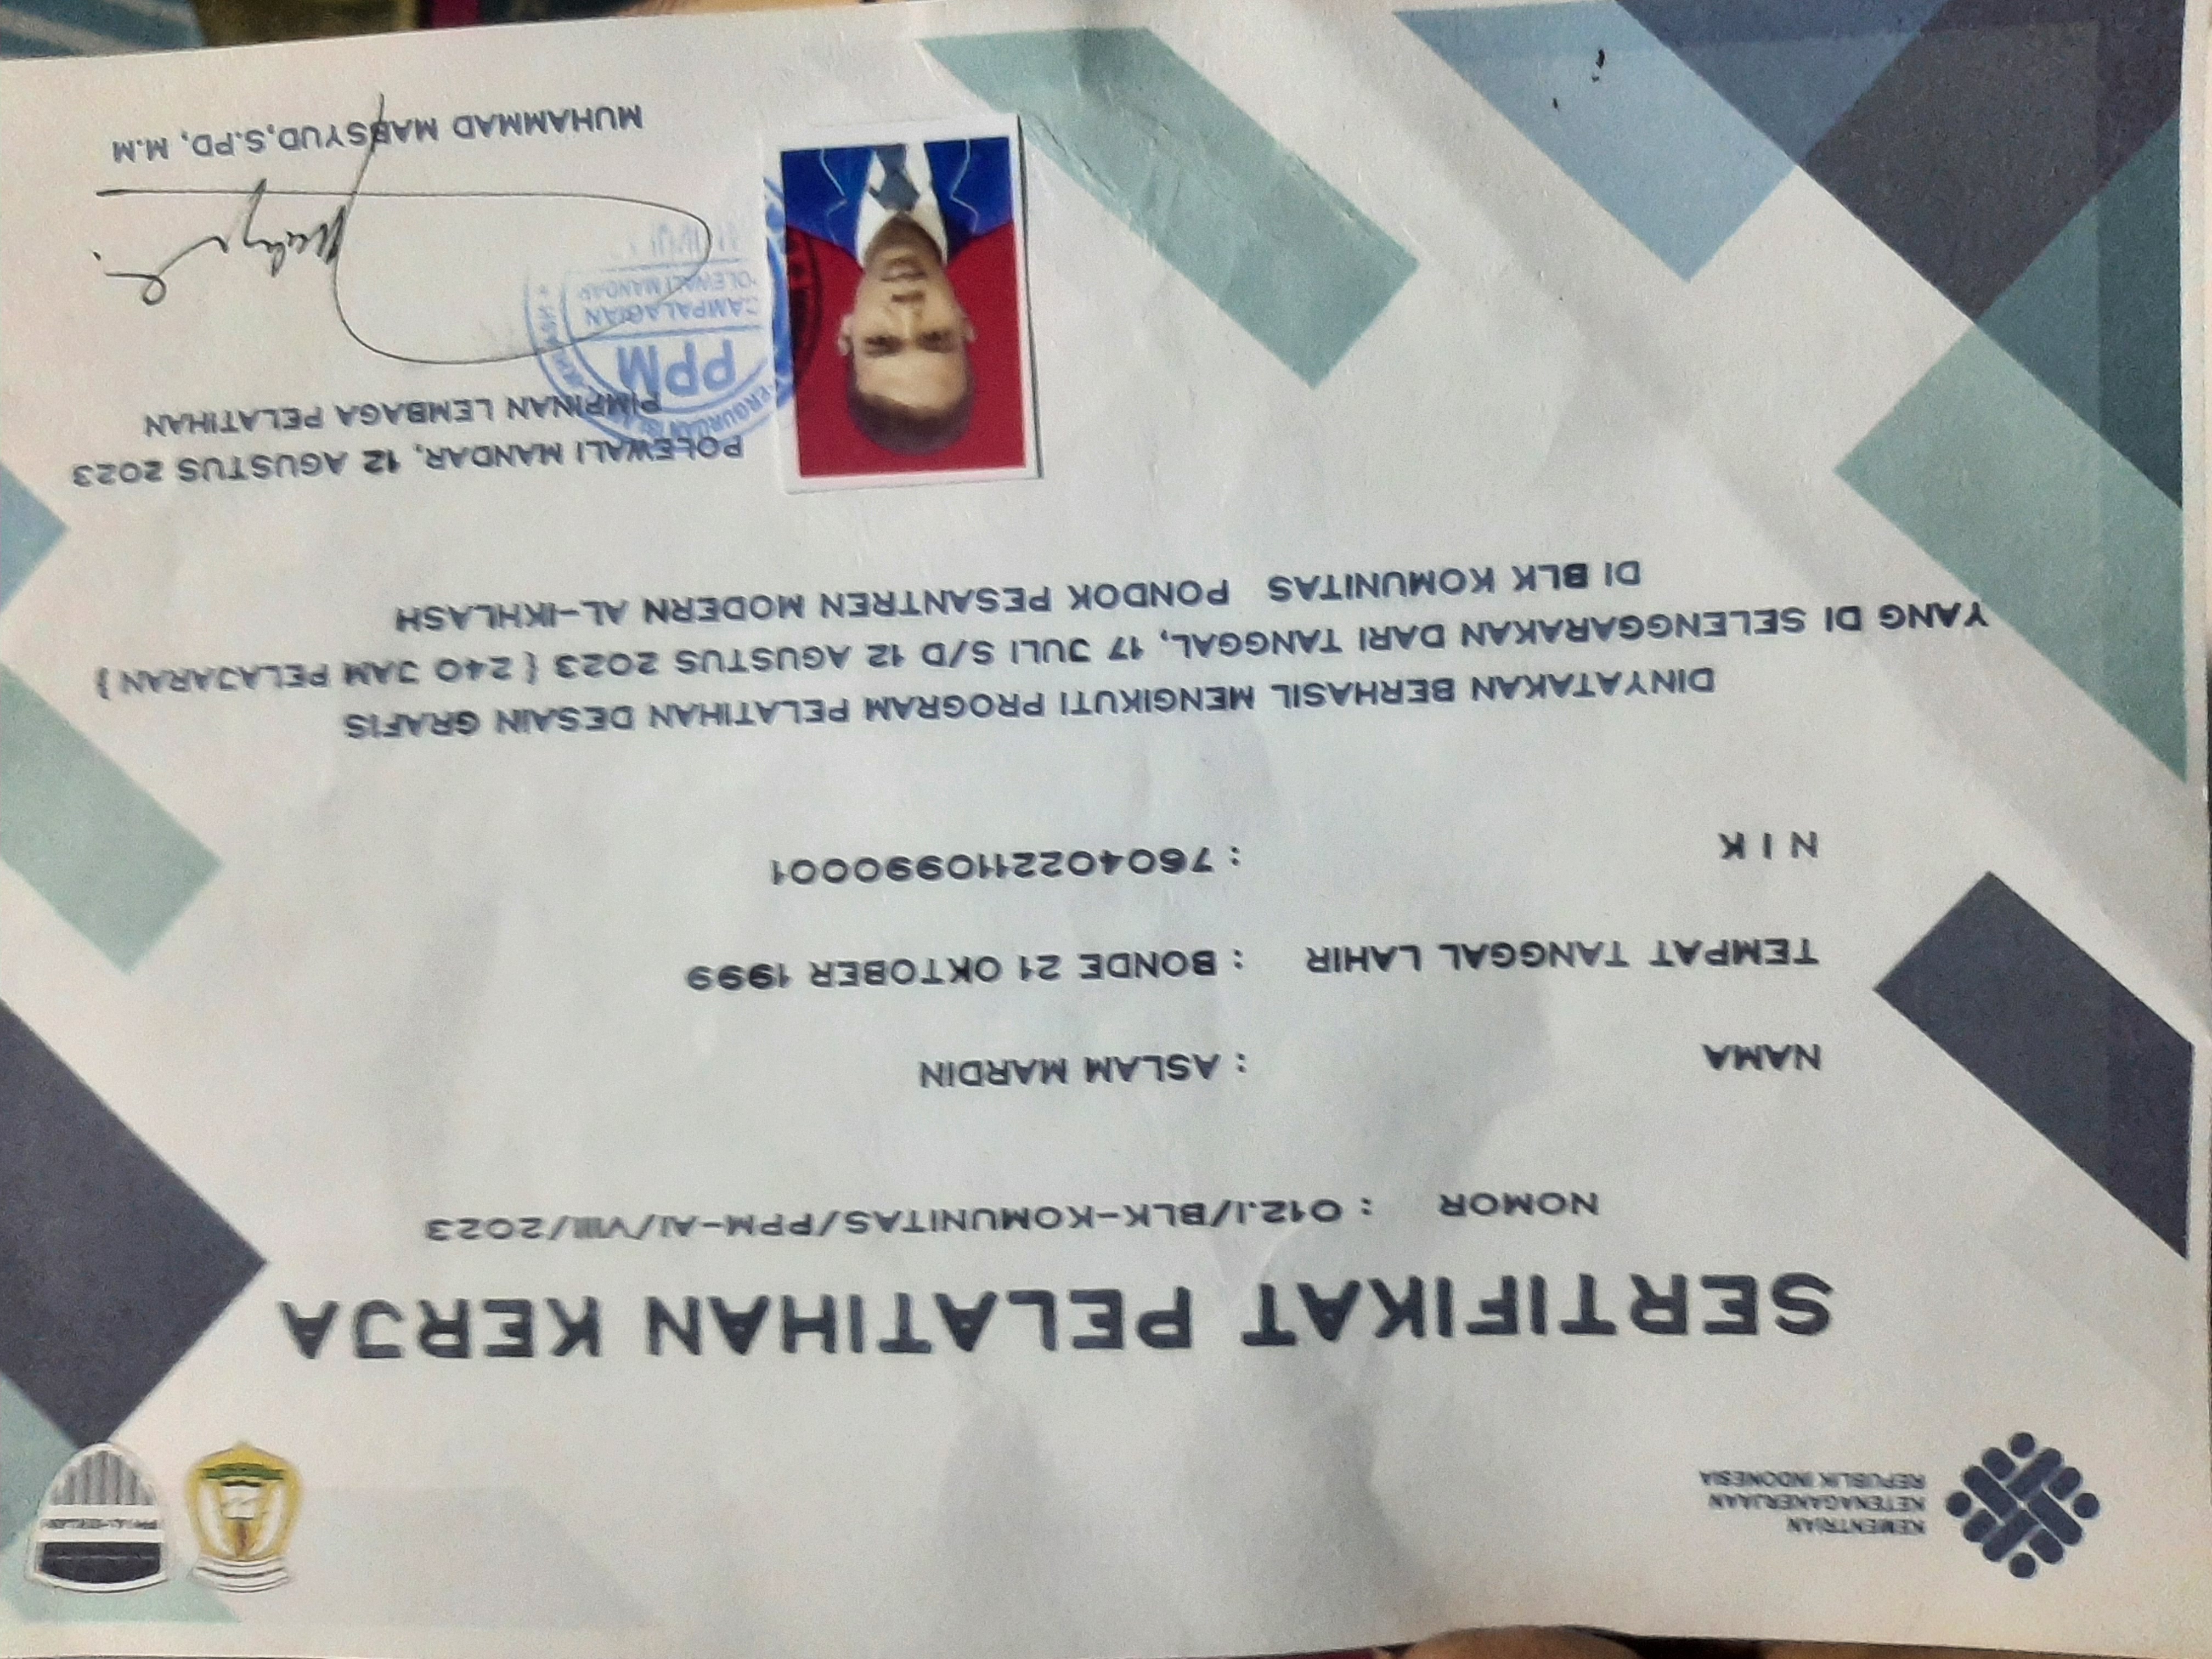 KEMENTRIAN
KETENAGAKERJAAN
REPUBLIK INDONESIA
SERTIFIKAT PELATIHAN KERJA
NOMOR : 012.I/BLK-KOMUNITAS/PPM-AI/VIII/2023
NAMA : ASLAM MARDIN
TEMPAT TANGGAL LAHIR : BONDE 21 OKTOBER 1999
N I K : 7604022110990001
DINYATAKAN BERHASIL MENGIKUTI PROGRAM PELATIHAN DESAIN GRAFIS
YANG DI SELENGGARAKAN DARI TANGGAL, 17 JULI S/D 12 AGUSTUS 2023 ( 240 JAM PELAJARAN )
DI BLK KOMUNITAS PONDOK PESANTREN MODERN AL-IKHLASH
POLEWALI MANDAR, 12 AGUSTUS 2023
PIMPINAN LEMBAGA PELATIHAN
PPM
CAMPALAGIAN
POLEWALI MANDAR
MUHAMMAD MABSYUD,S.PD, M.M